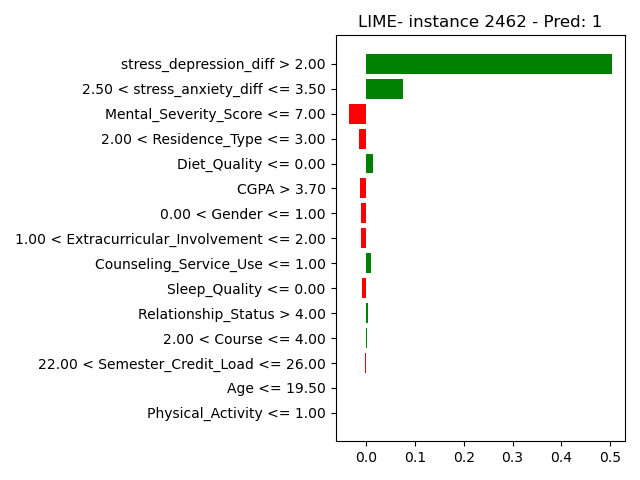 LIME- instance 2462 - Pred: 1
stress_depression_diff > 2.00
2.50 < stress_anxiety_diff <= 3.50
Mental_Severity_Score <= 7.00
2.00 < Residence_Type <= 3.00
Diet_Quality <= 0.00
CGPA > 3.70
0.00 < Gender <= 1.00
1.00 < Extracurricular_Involvement <= 2.00
Counseling_Service_Use <= 1.00
Sleep_Quality <= 0.00
Relationship_Status > 4.00
2.00 < Course <= 4.00
22.00 < Semester_Credit_Load <= 26.00
Age <= 19.50
Physical_Activity <= 1.00
0.0 0.1 0.2 0.3 0.4 0.5